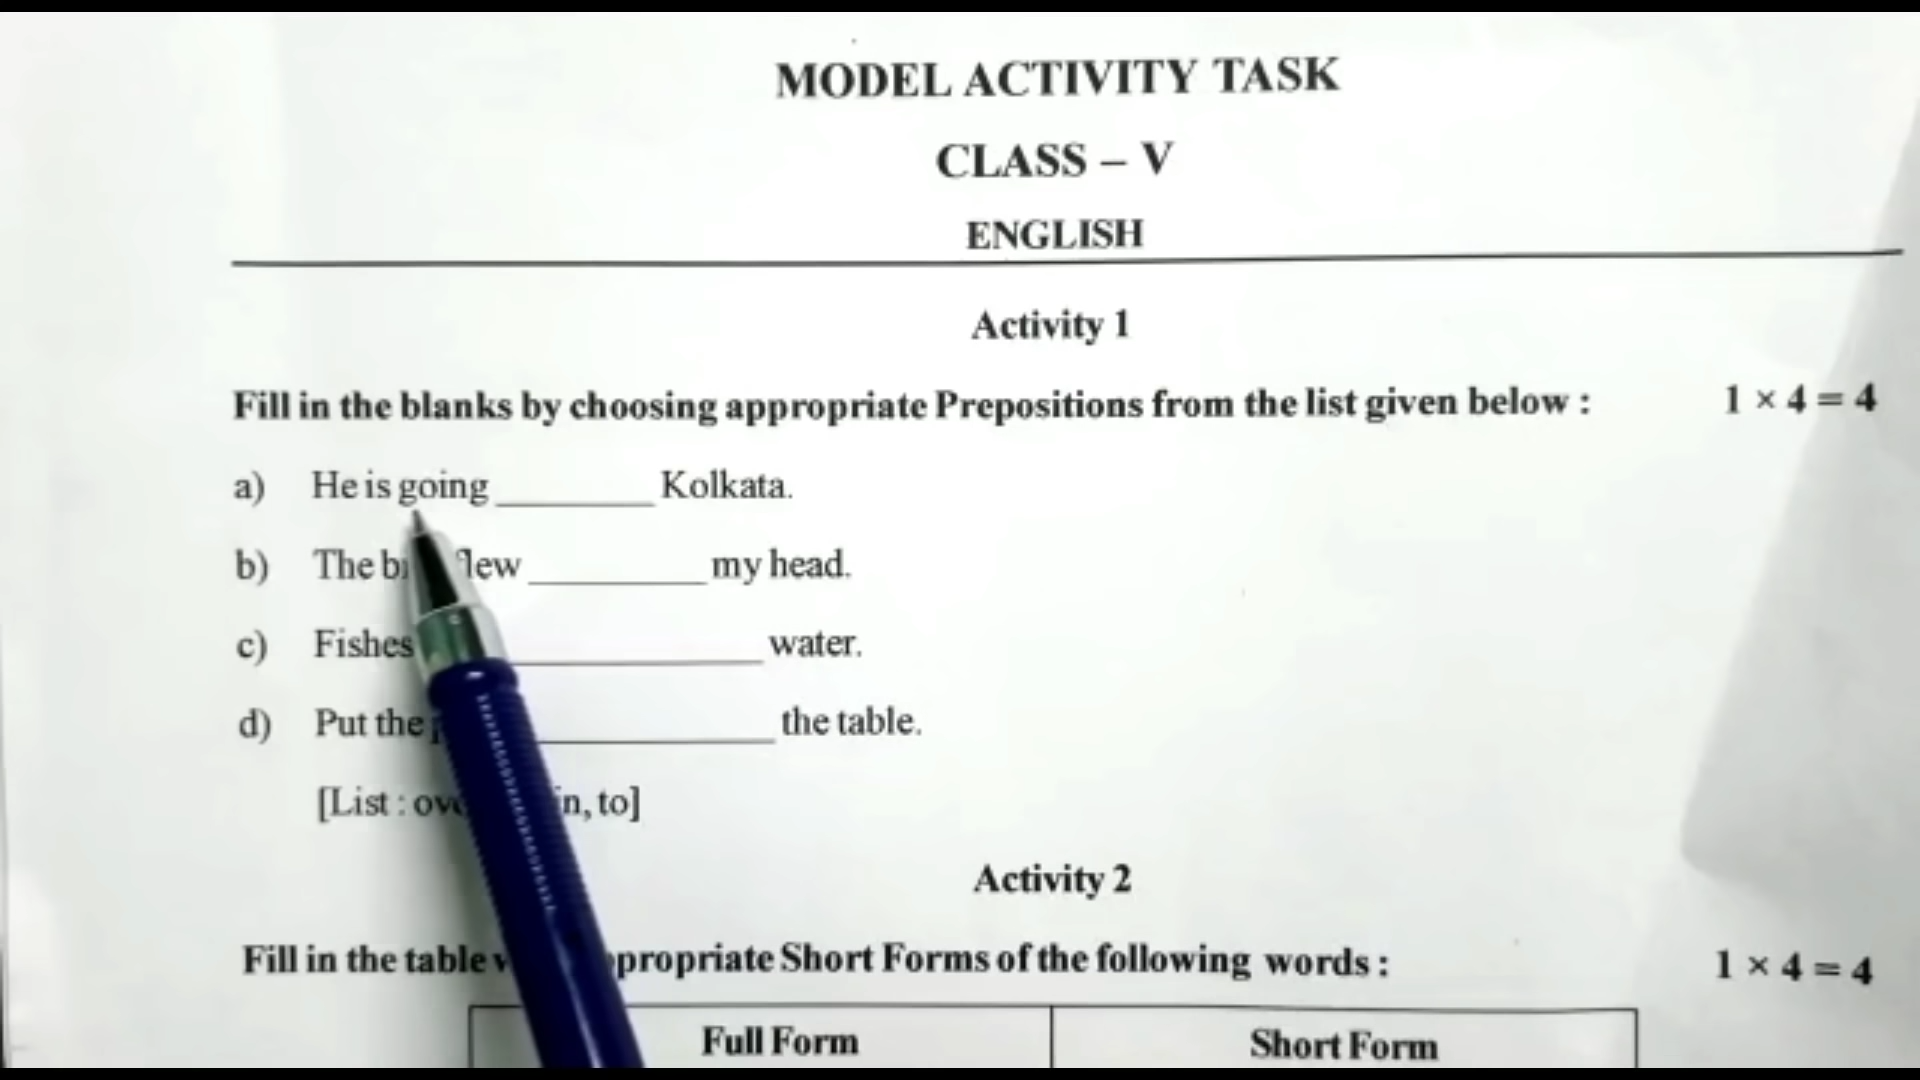 MODEL ACTIVITY TASK
CLASS – V
ENGLISH
Activity 1
Fill in the blanks by choosing appropriate Prepositions from the list given below : 1 × 4 = 4
a) He is going ________ Kolkata.
b) The _________ my head.
c) Fishes _____________ water.
d) Put the ____________ the table.
[List : in, to]
Activity 2
Fill in the table Short Forms of the following words : 1 × 4 = 4
Full Form Short Form